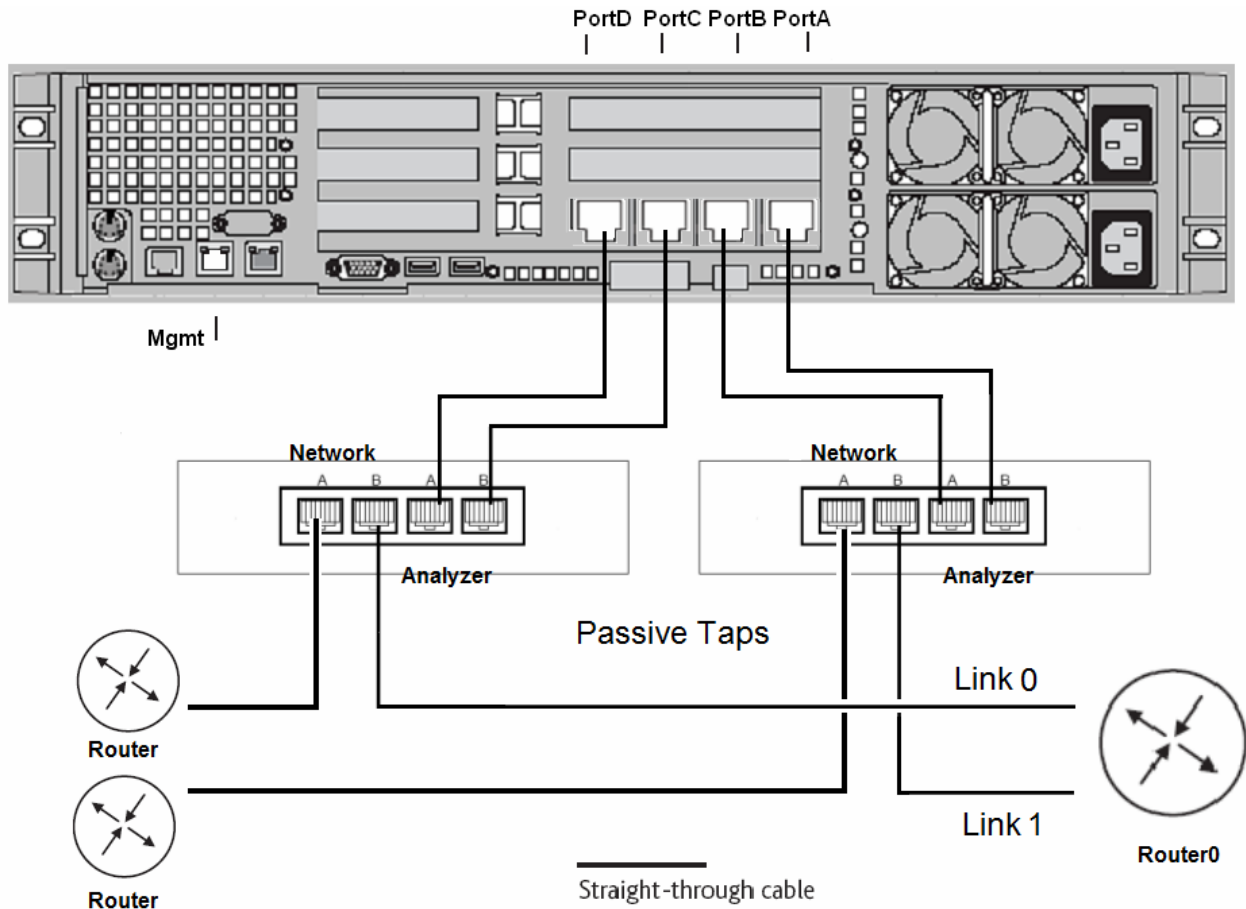 PortD PortC PortB PortA
Mgmt
Network
A B A B
Analyzer
Network
A B A B
Analyzer
Passive Taps
Link 0
Router
Link 1
Router0
Router
Straight-through cable